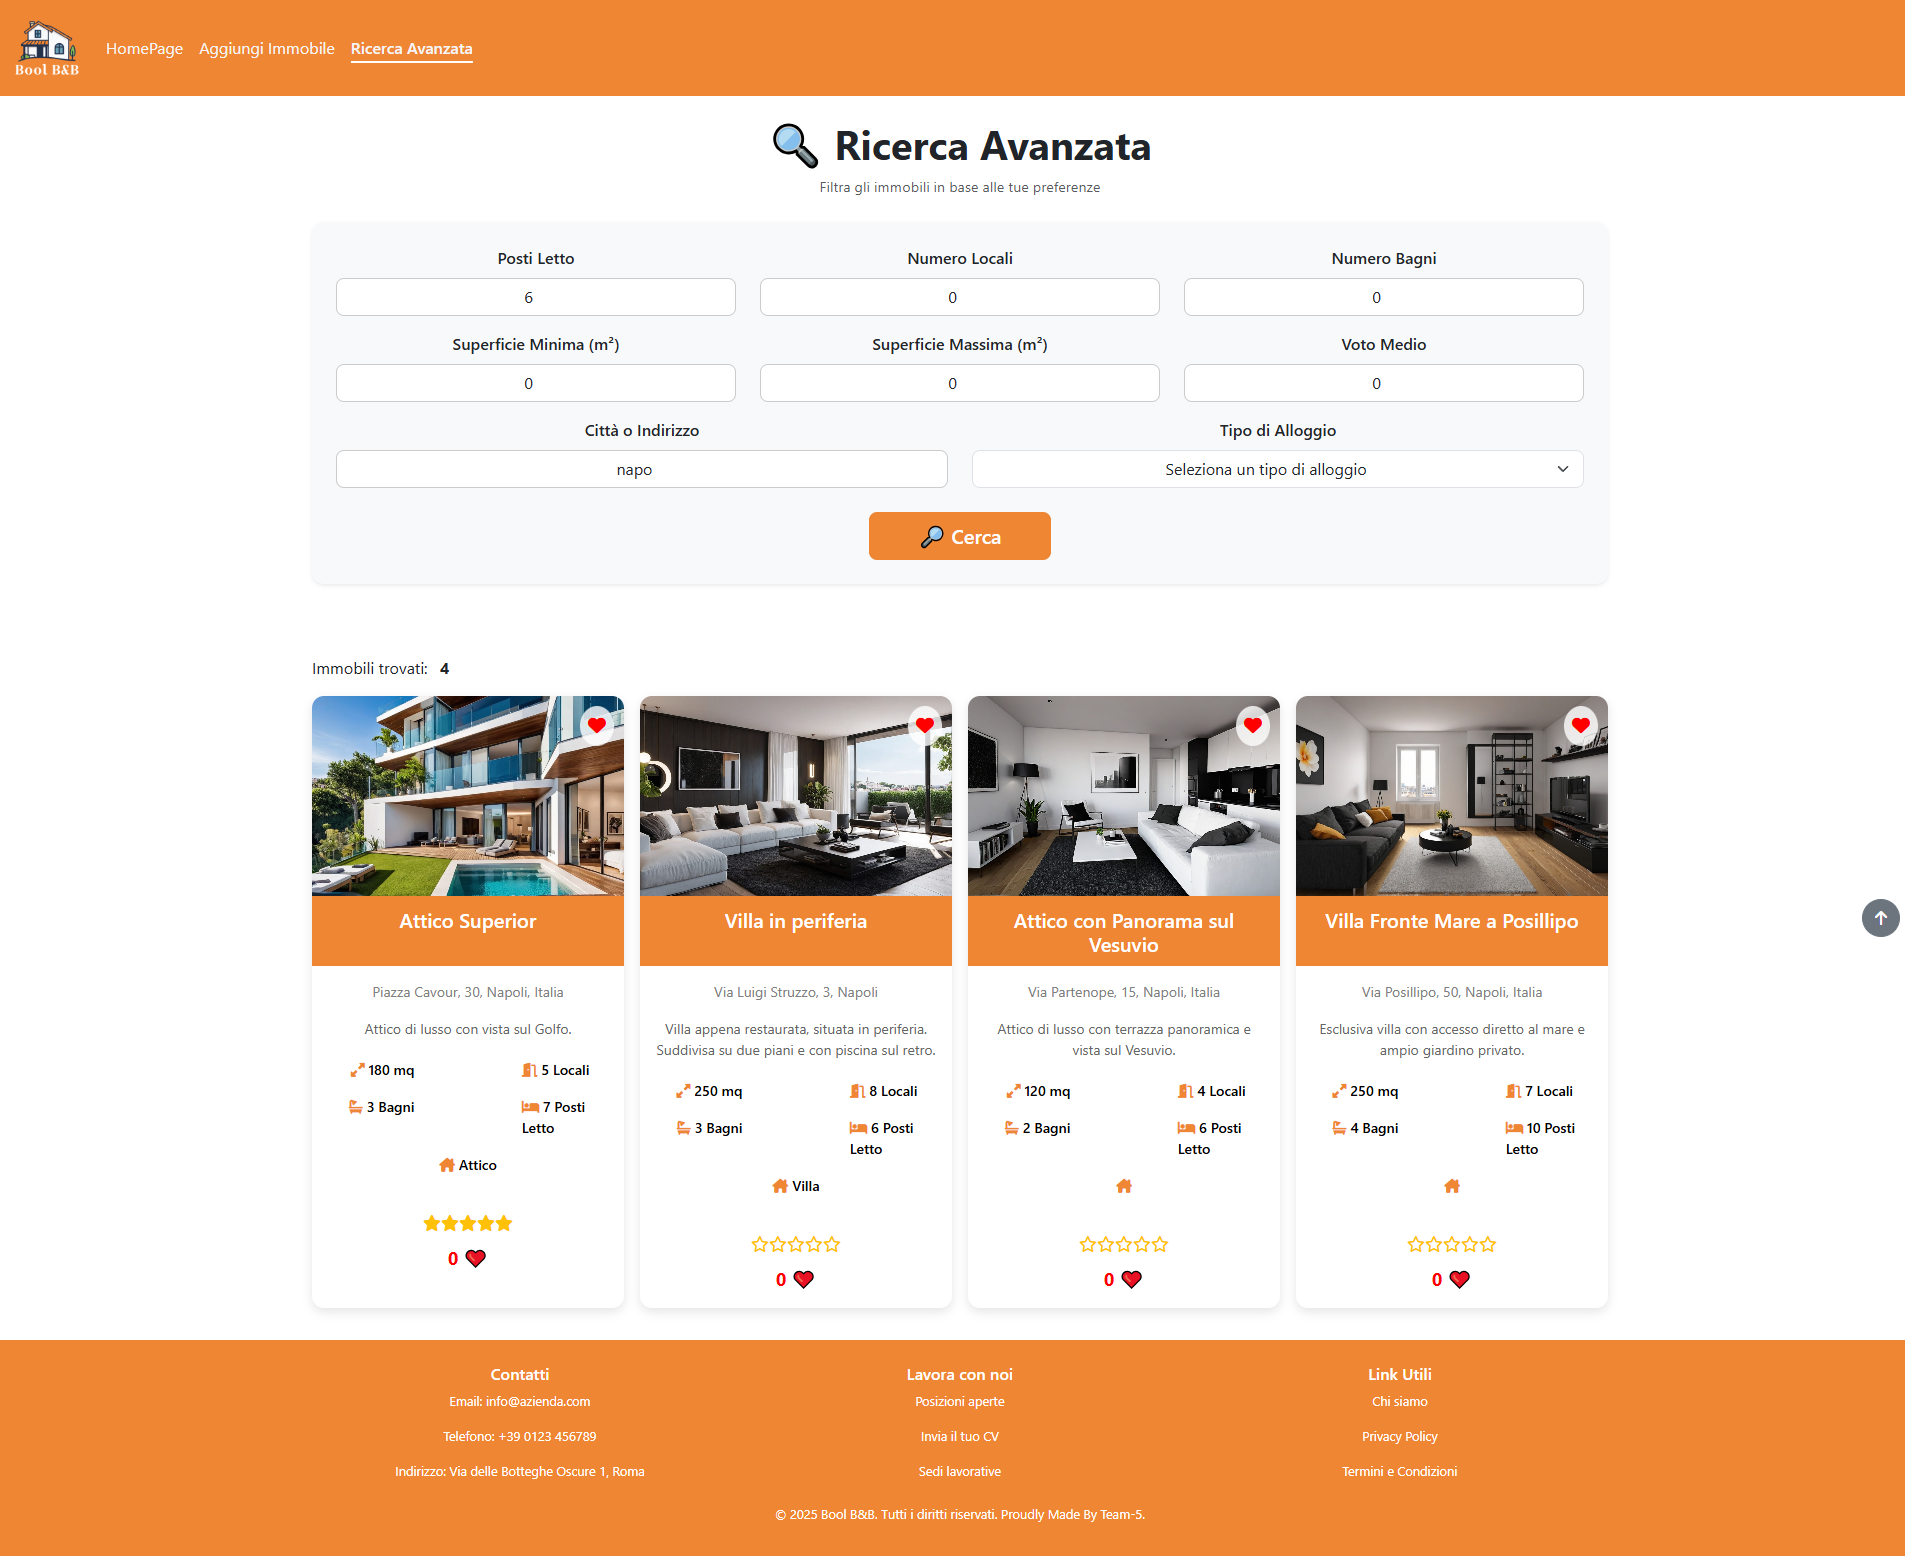 Bool B&B
HomePage Aggiungi Immobile Ricerca Avanzata
Ricerca Avanzata
Filtra gli immobili in base alle tue preferenze
Posti Letto Numero Locali Numero Bagni
6 0 0
Superficie Minima (m²) Superficie Massima (m²) Voto Medio
0 0 0
Città o Indirizzo Tipo di Alloggio
napo Seleziona un tipo di alloggio
Cerca
Immobili trovati: 4
Attico Superior
Piazza Cavour, 30, Napoli, Italia
Attico di lusso con vista sul Golfo.
180 mq 5 Locali
3 Bagni 7 Posti
Letto
Attico
0
Villa in periferia
Via Luigi Struzzo, 3, Napoli
Villa appena restaurata, situata in periferia.
Suddivisa su due piani e con piscina sul retro.
250 mq 8 Locali
3 Bagni 6 Posti
Letto
Villa
0
Attico con Panorama sul
Vesuvio
Via Partenope, 15, Napoli, Italia
Attico di lusso con terrazza panoramica e
vista sul Vesuvio.
120 mq 4 Locali
2 Bagni 6 Posti
Letto
0
Villa Fronte Mare a Posillipo
Via Posillipo, 50, Napoli, Italia
Esclusiva villa con accesso diretto al mare e
ampio giardino privato.
250 mq 7 Locali
4 Bagni 10 Posti
Letto
0
Contatti
Email: info@azienda.com
Telefono: +39 0123 456789
Indirizzo: Via delle Botteghe Oscure 1, Roma
Lavora con noi
Posizioni aperte
Invia il tuo CV
Sedi lavorative
Link Utili
Chi siamo
Privacy Policy
Termini e Condizioni
© 2025 Bool B&B. Tutti i diritti riservati. Proudly Made By Team-5.